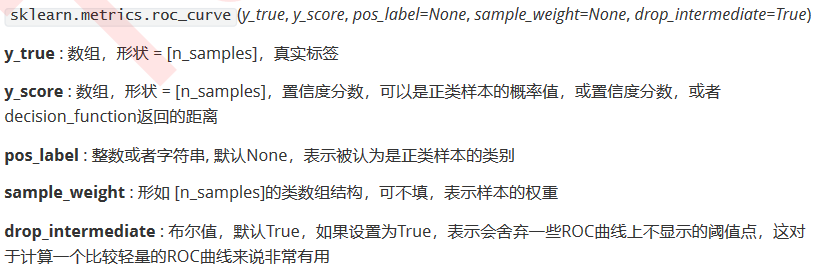 sklearn.metrics.roc_curve(y_true, y_score, pos_label=None, sample_weight=None, drop_intermediate=True)
y_true : 数组，形状 = [n_samples]，真实标签
y_score : 数组，形状 = [n_samples]，置信度分数，可以是正类样本的概率值，或置信度分数，或者
decision_function返回的距离
pos_label : 整数或者字符串, 默认None，表示被认为是正类样本的类别
sample_weight : 形如 [n_samples]的类数组结构，可不填，表示样本的权重
drop_intermediate : 布尔值，默认True，如果设置为True，表示会舍弃一些ROC曲线上不显示的阈值点，这对
于计算一个比较轻量的ROC曲线来说非常有用